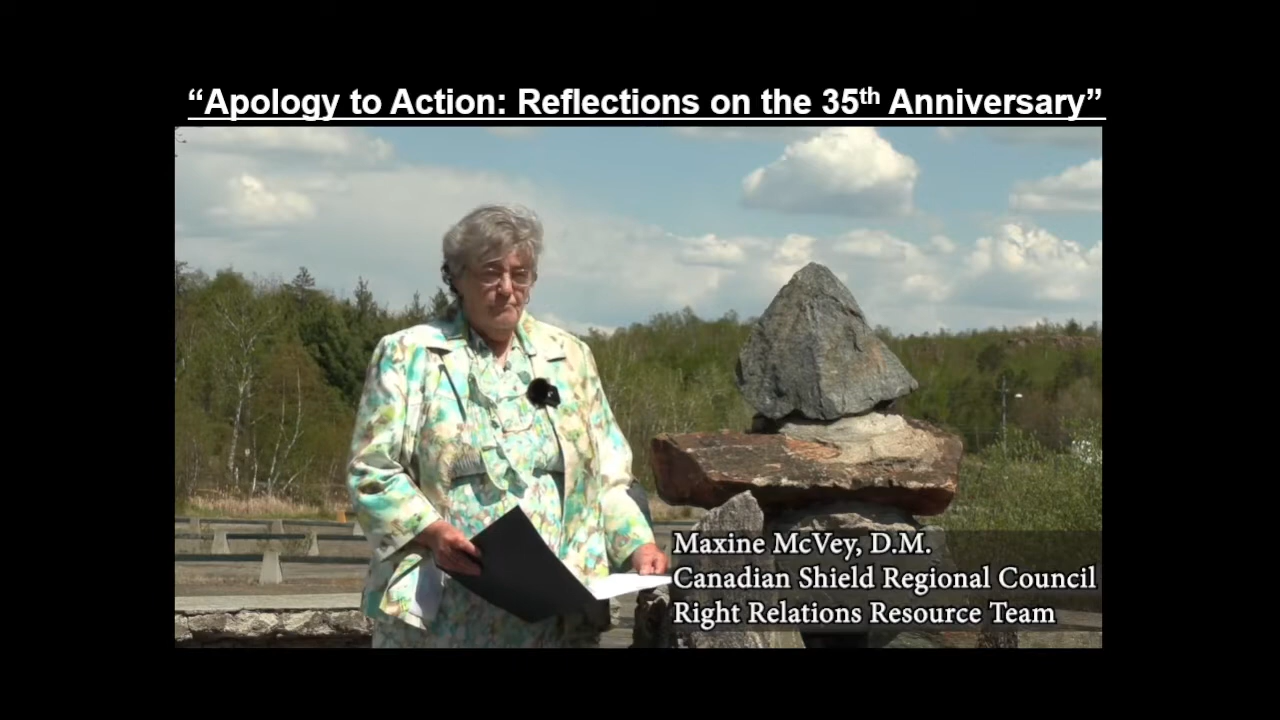 “Apology to Action: Reflections on the 35th Anniversary”
Maxine McVey, D.M.
Canadian Shield Regional Council
Right Relations Resource Team